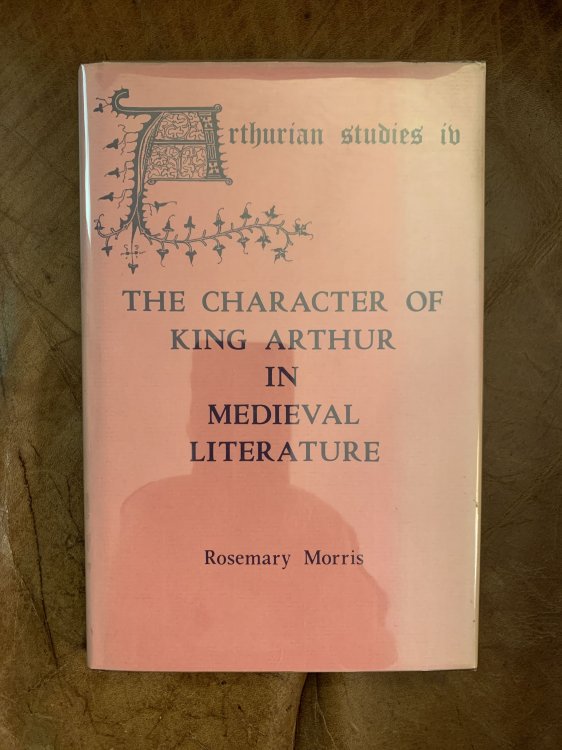 Arthurian studies iv
THE CHARACTER OF
KING ARTHUR
IN
MEDIEVAL
LITERATURE
Rosemary Morris